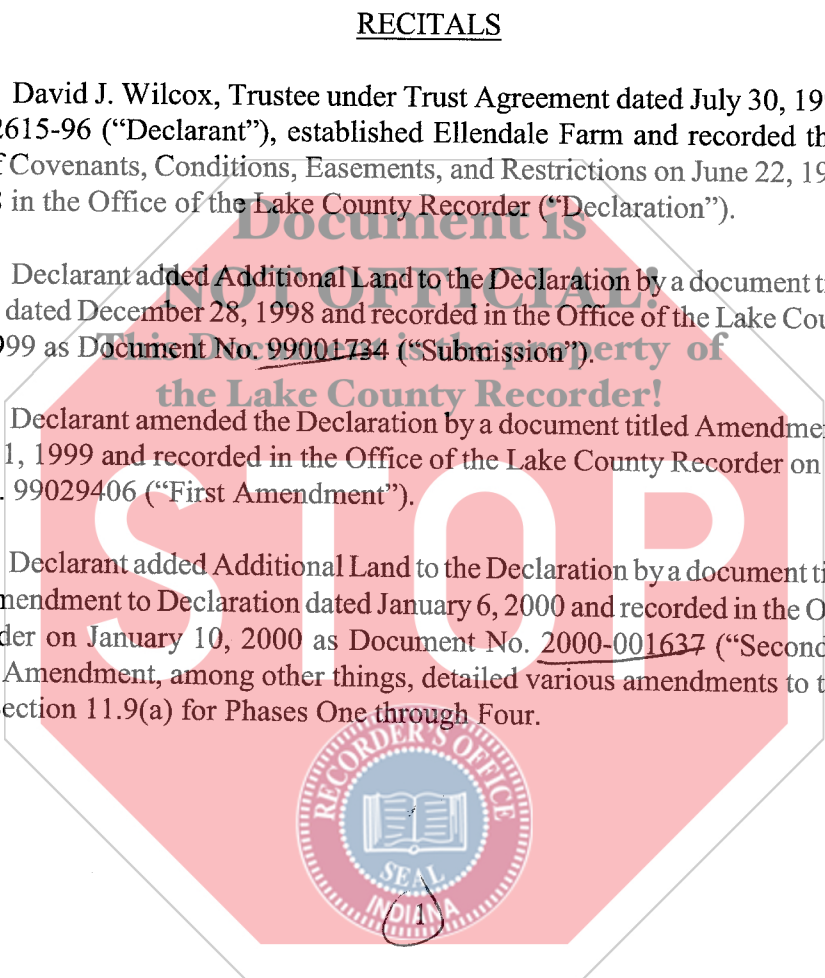 RECITALS
David J. Wilcox, Trustee under Trust Agreement dated July 30, 19
2615-96 (“Declarant”), established Ellendale Farm and recorded th
f Covenants, Conditions, Easements, and Restrictions on June 22, 19
in the Office of the Lake County Recorder (“Declaration”).
Document is
NOT OFFICIAL!
This Document is the property of
the Lake County Recorder!
Declarant added Additional Land to the Declaration by a document ti
dated December 28, 1998 and recorded in the Office of the Lake Cou
999 as Document No. 99001734 (“Submission”).
Declarant amended the Declaration by a document titled Amendme
1, 1999 and recorded in the Office of the Lake County Recorder on
. 99029406 (“First Amendment”).
STOP
Declarant added Additional Land to the Declaration by a document ti
nendment to Declaration dated January 6, 2000 and recorded in the O
der on January 10, 2000 as Document No. 2000-001637 (“Second
Amendment, among other things, detailed various amendments to t
ection 11.9(a) for Phases One through Four.
RECORDER'S OFFICE
SEAL
INDIANA
1